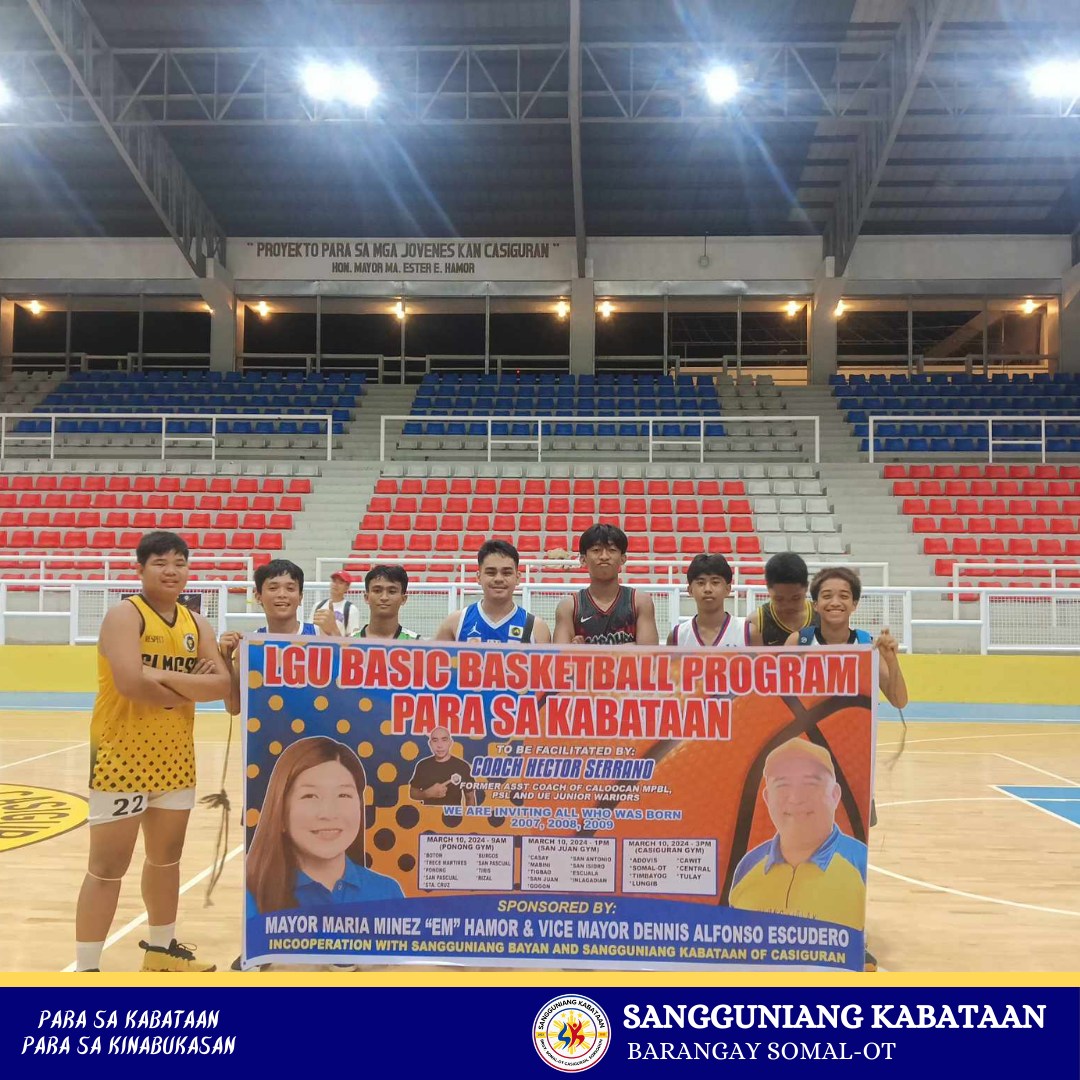 " PROYEKTO PARA SA MGA JOVENES KAN CASIGURAN "
HON. MAYOR MA. ESTER E. HAMOR
RESPECT
22
LGU BASIC BASKETBALL PROGRAM
PARA SA KABATAAN
TO BE FACILITATED BY:
COACH HECTOR SERRANO
FORMER ASST COACH OF CALOOCAN MPBL,
PSL AND UE JUNIOR WARIORS
WE ARE INVITING ALL WHO WAS BORN
2007, 2008, 2009
MARCH 10, 2024 - 9AM
(PONONG GYM)
*BOTON
*TRECE MARTIRES
*PONONG
*SAN PASCUAL
*STA. CRUZ
*BURGOS
*SAN PASCUAL
*TIRIS
*RIZAL
MARCH 10, 2024 - 1PM
(SAN JUAN GYM)
*CASAY
*MABINI
*TIGBAO
*SAN JUAN
*COGON
*SAN ANTONIO
*SAN ISIDRO
*ESCUALA
*INLAGADIAN
MARCH 10, 2024 - 3PM
(CASIGURAN GYM)
*ADOVIS
*SOMAL-OT
*TIMBAYOG
*LUNGIB
*CAWIT
*CENTRAL
*TULAY
SPONSORED BY:
MAYOR MARIA MINEZ "EM" HAMOR & VICE MAYOR DENNIS ALFONSO ESCUDERO
INCOOPERATION WITH SANGGUNIANG BAYAN AND SANGGUNIANG KABATAAN OF CASIGURAN
PARA SA KABATAAN
PARA SA KINABUKASAN
SANGGUNIANG KABATAAN
SANGGUNIANG KABATAAN
BARANGAY SOMAL-OT